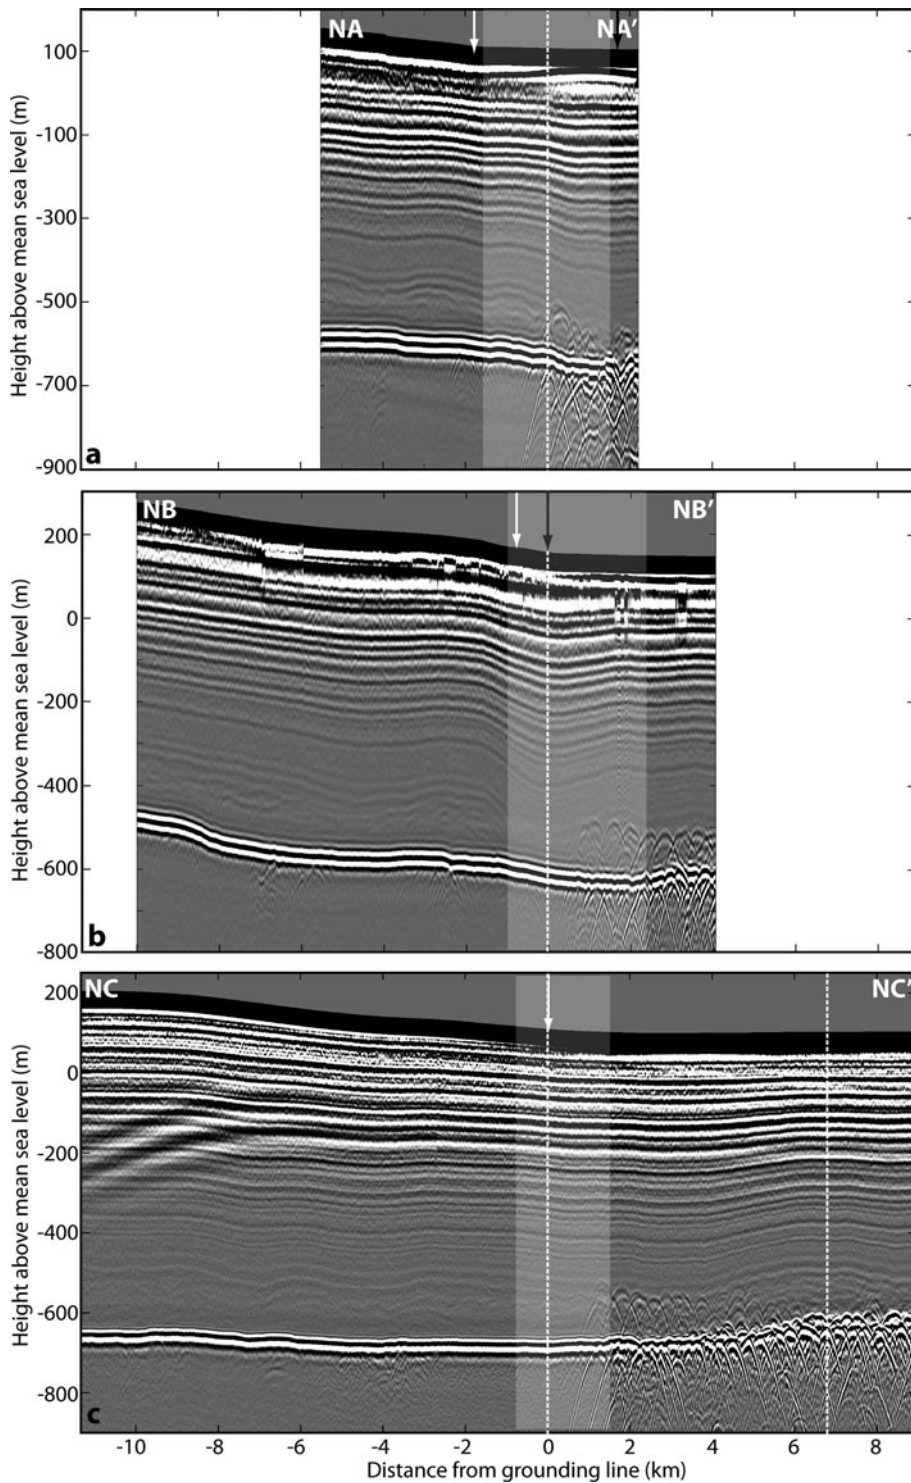 NA NA′
Height above mean sea level (m)
100
-100
-300
-500
-700
-900
a
NB NB′
Height above mean sea level (m)
200
0
-200
-400
-600
-800
b
NC NC′
Height above mean sea level (m)
200
0
-200
-400
-600
-800
c
-10 -8 -6 -4 -2 0 2 4 6 8
Distance from grounding line (km)